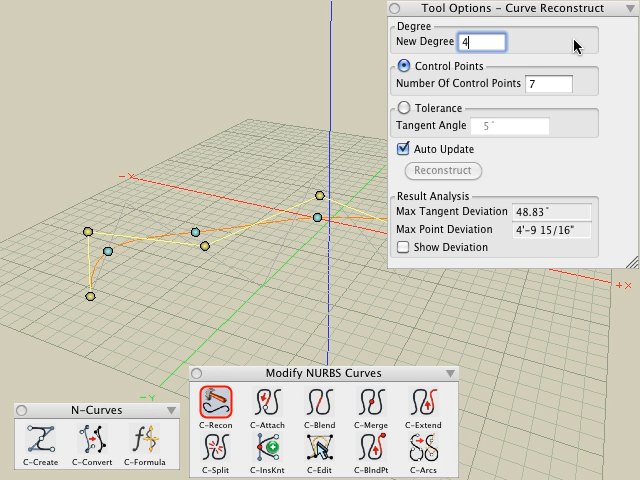 Tool Options - Curve Reconstruct
Degree
New Degree 4
Control Points
Number Of Control Points 7
Tolerance
Tangent Angle 5°
Auto Update
Reconstruct
Result Analysis
Max Tangent Deviation 48.83°
Max Point Deviation 4'-9 15/16"
Show Deviation
-X
+X
-Y
Modify NURBS Curves
C-Recon C-Attach C-Blend C-Merge C-Extend
C-Split C-InsKnt C-Edit C-BlndPt C-Arcs
N-Curves
C-Create C-Convert C-Formula